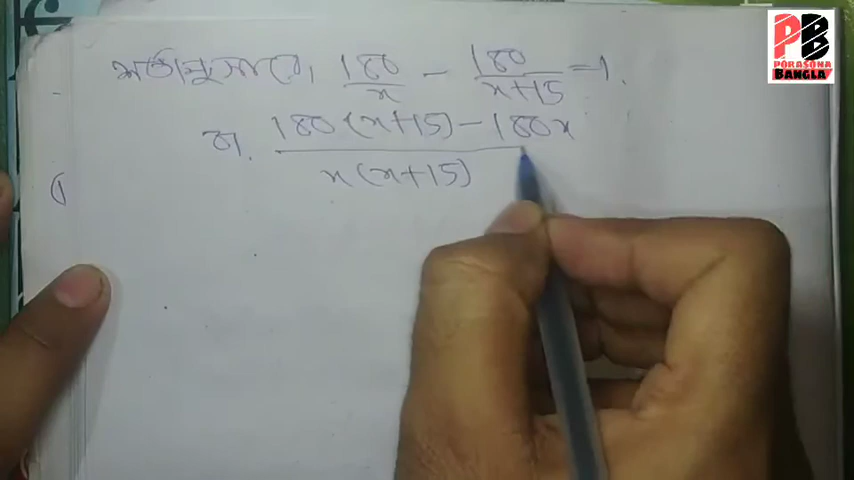 PB
PORASONA
BANGLA
শর্তানুসারে, 180/x - 180/x+15 = 1.
বা, 180(x+15) - 180x / x(x+15)